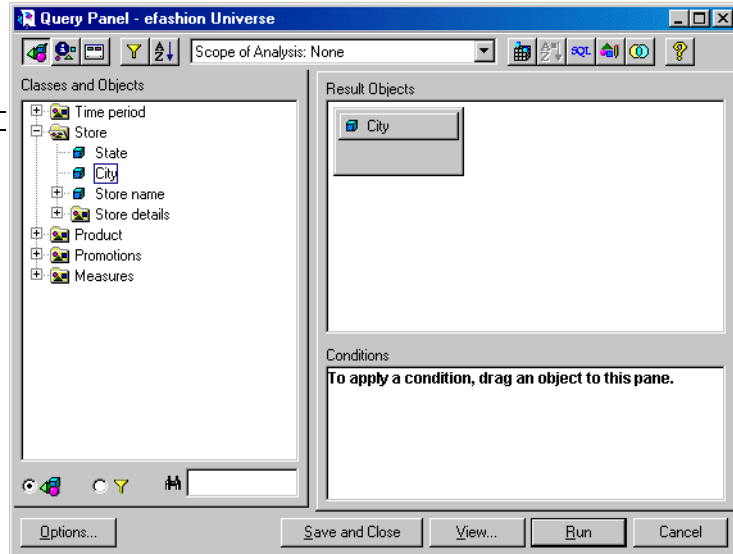 Query Panel - efashion Universe
Scope of Analysis: None
SQL
Classes and Objects
Time period
Store
State
City
Store name
Store details
Product
Promotions
Measures
Result Objects
City
Conditions
To apply a condition, drag an object to this pane.
Options...
Save and Close
View...
Run
Cancel